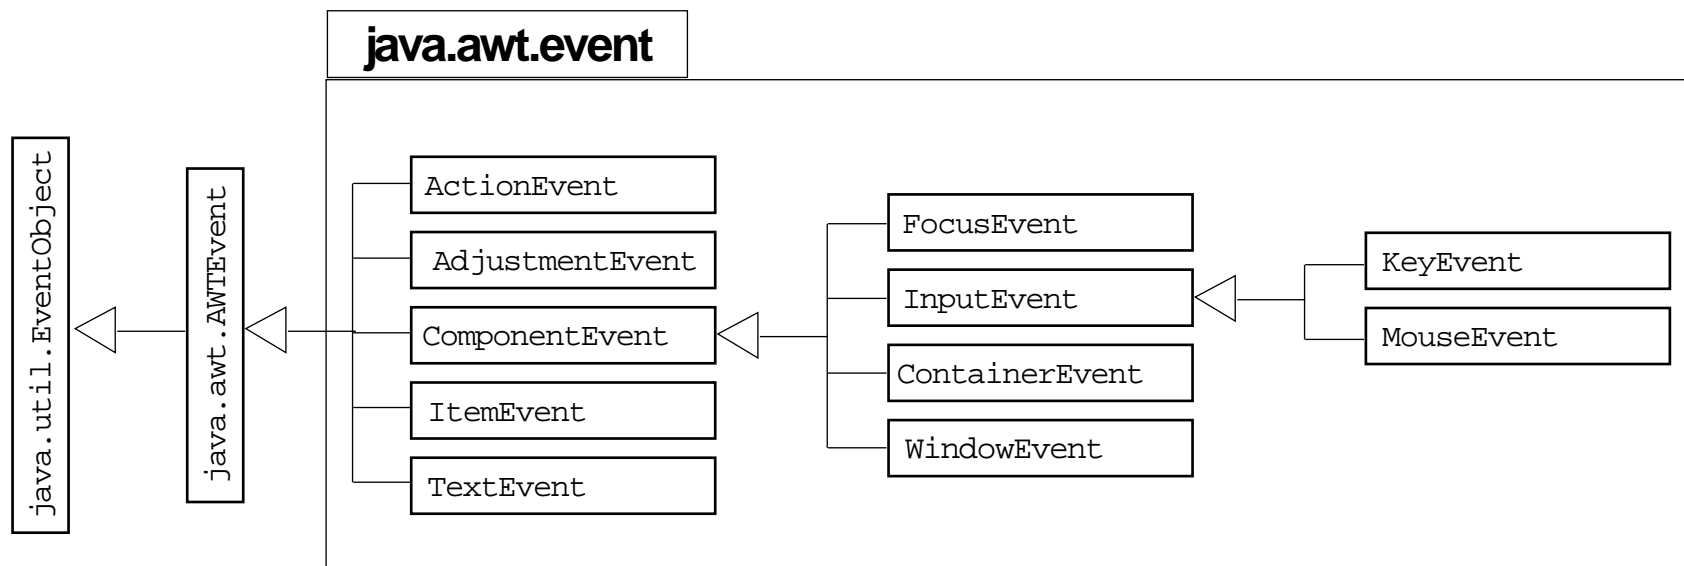 java.awt.event
java.util.EventObject
java.awt.AWTEvent
ActionEvent
AdjustmentEvent
ComponentEvent
ItemEvent
TextEvent
FocusEvent
InputEvent
ContainerEvent
WindowEvent
KeyEvent
MouseEvent